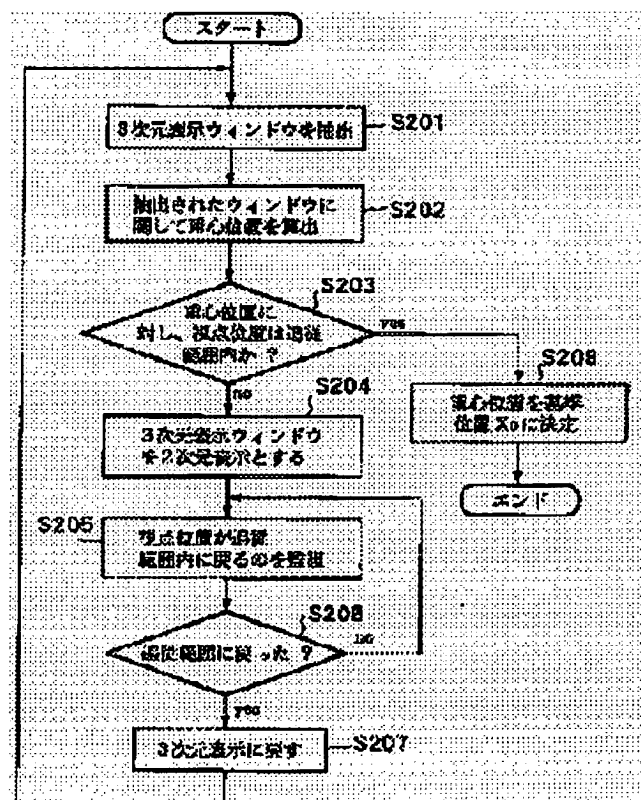 スタート
3次元表示ウィンドウを抽出
S201
抽出されたウィンドウに
関して重心位置を算出
S202
S203
重心位置に
対し、視点位置は追従
範囲内か?
yes
no
S204
3次元表示ウィンドウ
を2次元表示とする
S208
重心位置を基準
位置X0に決定
エンド
S205
視点位置が追従
範囲内に戻るのを監視
S206
追従範囲に戻った?
no
yes
3次元表示に戻す
S207